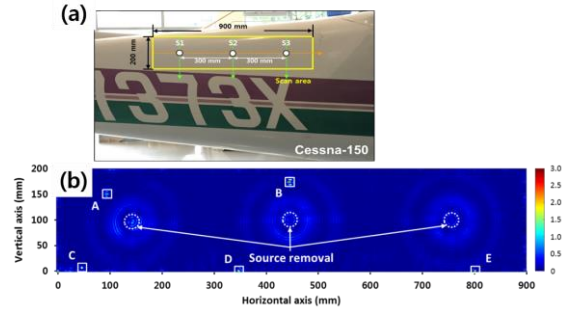 (a)
900 mm
200 mm
S1 S2 S3
300 mm 300 mm
Scan area
1373X
Cessna-150
(b)
200
150
100
50
0
Vertical axis (mm)
A
B
C
D
E
Source removal
0 100 200 300 400 500 600 700 800 900
Horizontal axis (mm)
3.0
2.5
2.0
1.5
1.0
0.5
0